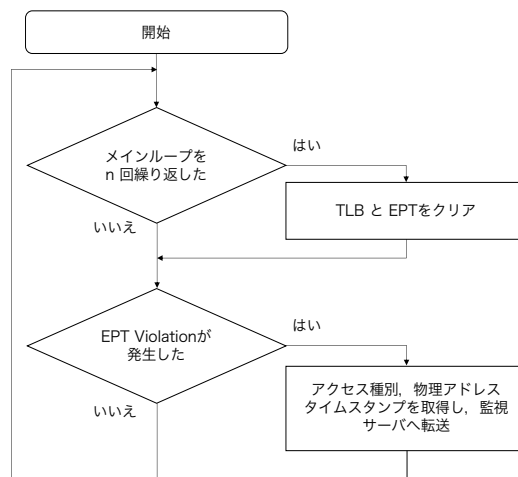 開始
メインループを
n 回繰り返した
はい
TLB と EPTをクリア
いいえ
EPT Violationが
発生した
はい
アクセス種別，物理アドレス
タイムスタンプを取得し，監視
サーバへ転送
いいえ